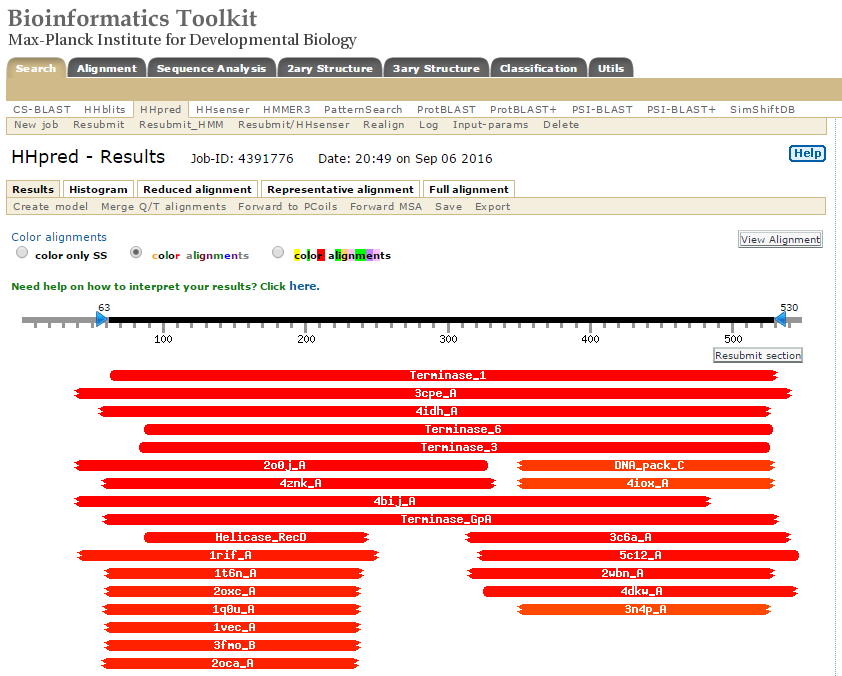 Bioinformatics Toolkit
Max-Planck Institute for Developmental Biology
Search Alignment Sequence Analysis 2ary Structure 3ary Structure Classification Utils
CS-BLAST HHblits HHpred HHsenser HMMER3 PatternSearch ProtBLAST ProtBLAST+ PSI-BLAST PSI-BLAST+ SimShiftDB
New job Resubmit Resubmit_HMM Resubmit/HHsenser Realign Log Input-params Delete
HHpred - Results Job-ID: 4391776 Date: 20:49 on Sep 06 2016 Help
Results Histogram Reduced alignment Representative alignment Full alignment
Create model Merge Q/T alignments Forward to PCoils Forward MSA Save Export
Color alignments
View Alignment
color only SS color alignments color alignments
Need help on how to interpret your results? Click here.
63 530
100 200 300 400 500
Resubmit section
Terminase_1
3cpe_A
4idh_A
Terminase_6
Terminase_3
2o0j_A DNA_pack_C
4znk_A 4iox_A
4bij_A
Terminase_GpA
Helicase_RecD 3c6a_A
1rif_A 5c12_A
1t6n_A 2wbn_A
2oxc_A 4dkw_A
1q0u_A 3n4p_A
1vec_A
3fmo_B
2oca_A